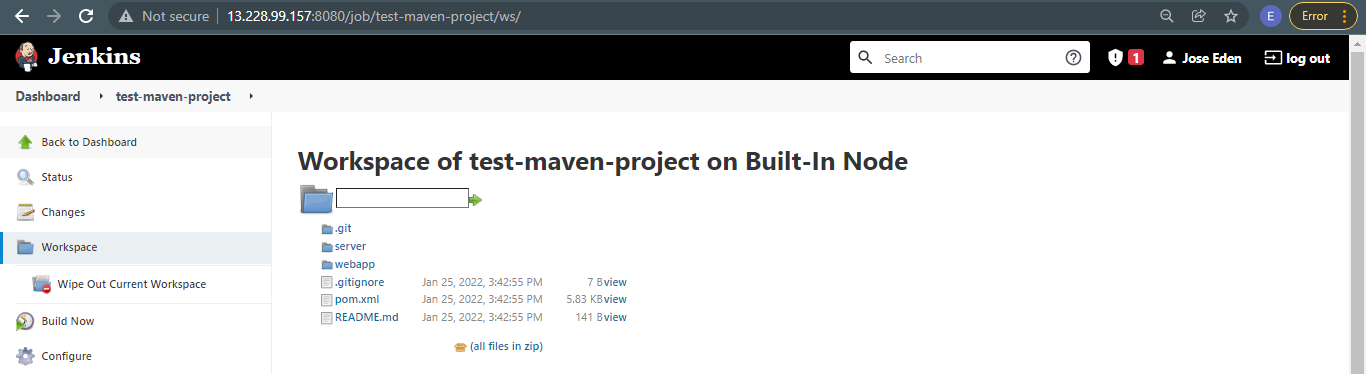 Not secure 13.228.99.157:8080/job/test-maven-project/ws/ E Error
Jenkins Search 1 Jose Eden log out
Dashboard test-maven-project
Back to Dashboard
Status
Changes
Workspace
Wipe Out Current Workspace
Build Now
Configure
Workspace of test-maven-project on Built-In Node
.git
server
webapp
.gitignore Jan 25, 2022, 3:42:55 PM 7 B view
pom.xml Jan 25, 2022, 3:42:55 PM 5.83 KB view
README.md Jan 25, 2022, 3:42:55 PM 141 B view
(all files in zip)